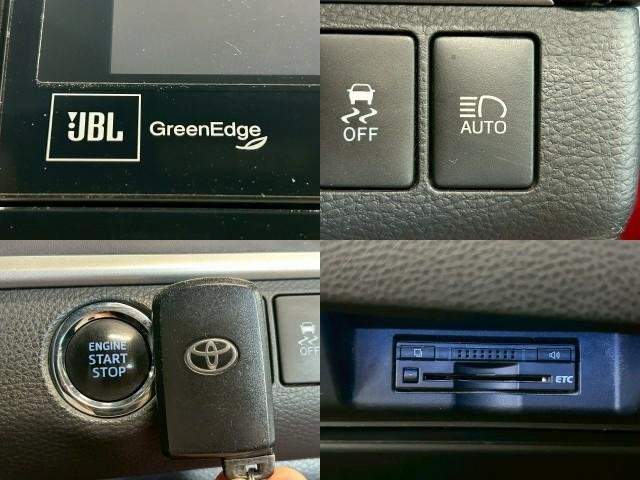 JBL GreenEdge
OFF
AUTO
ENGINE
START
STOP
OFF
ETC